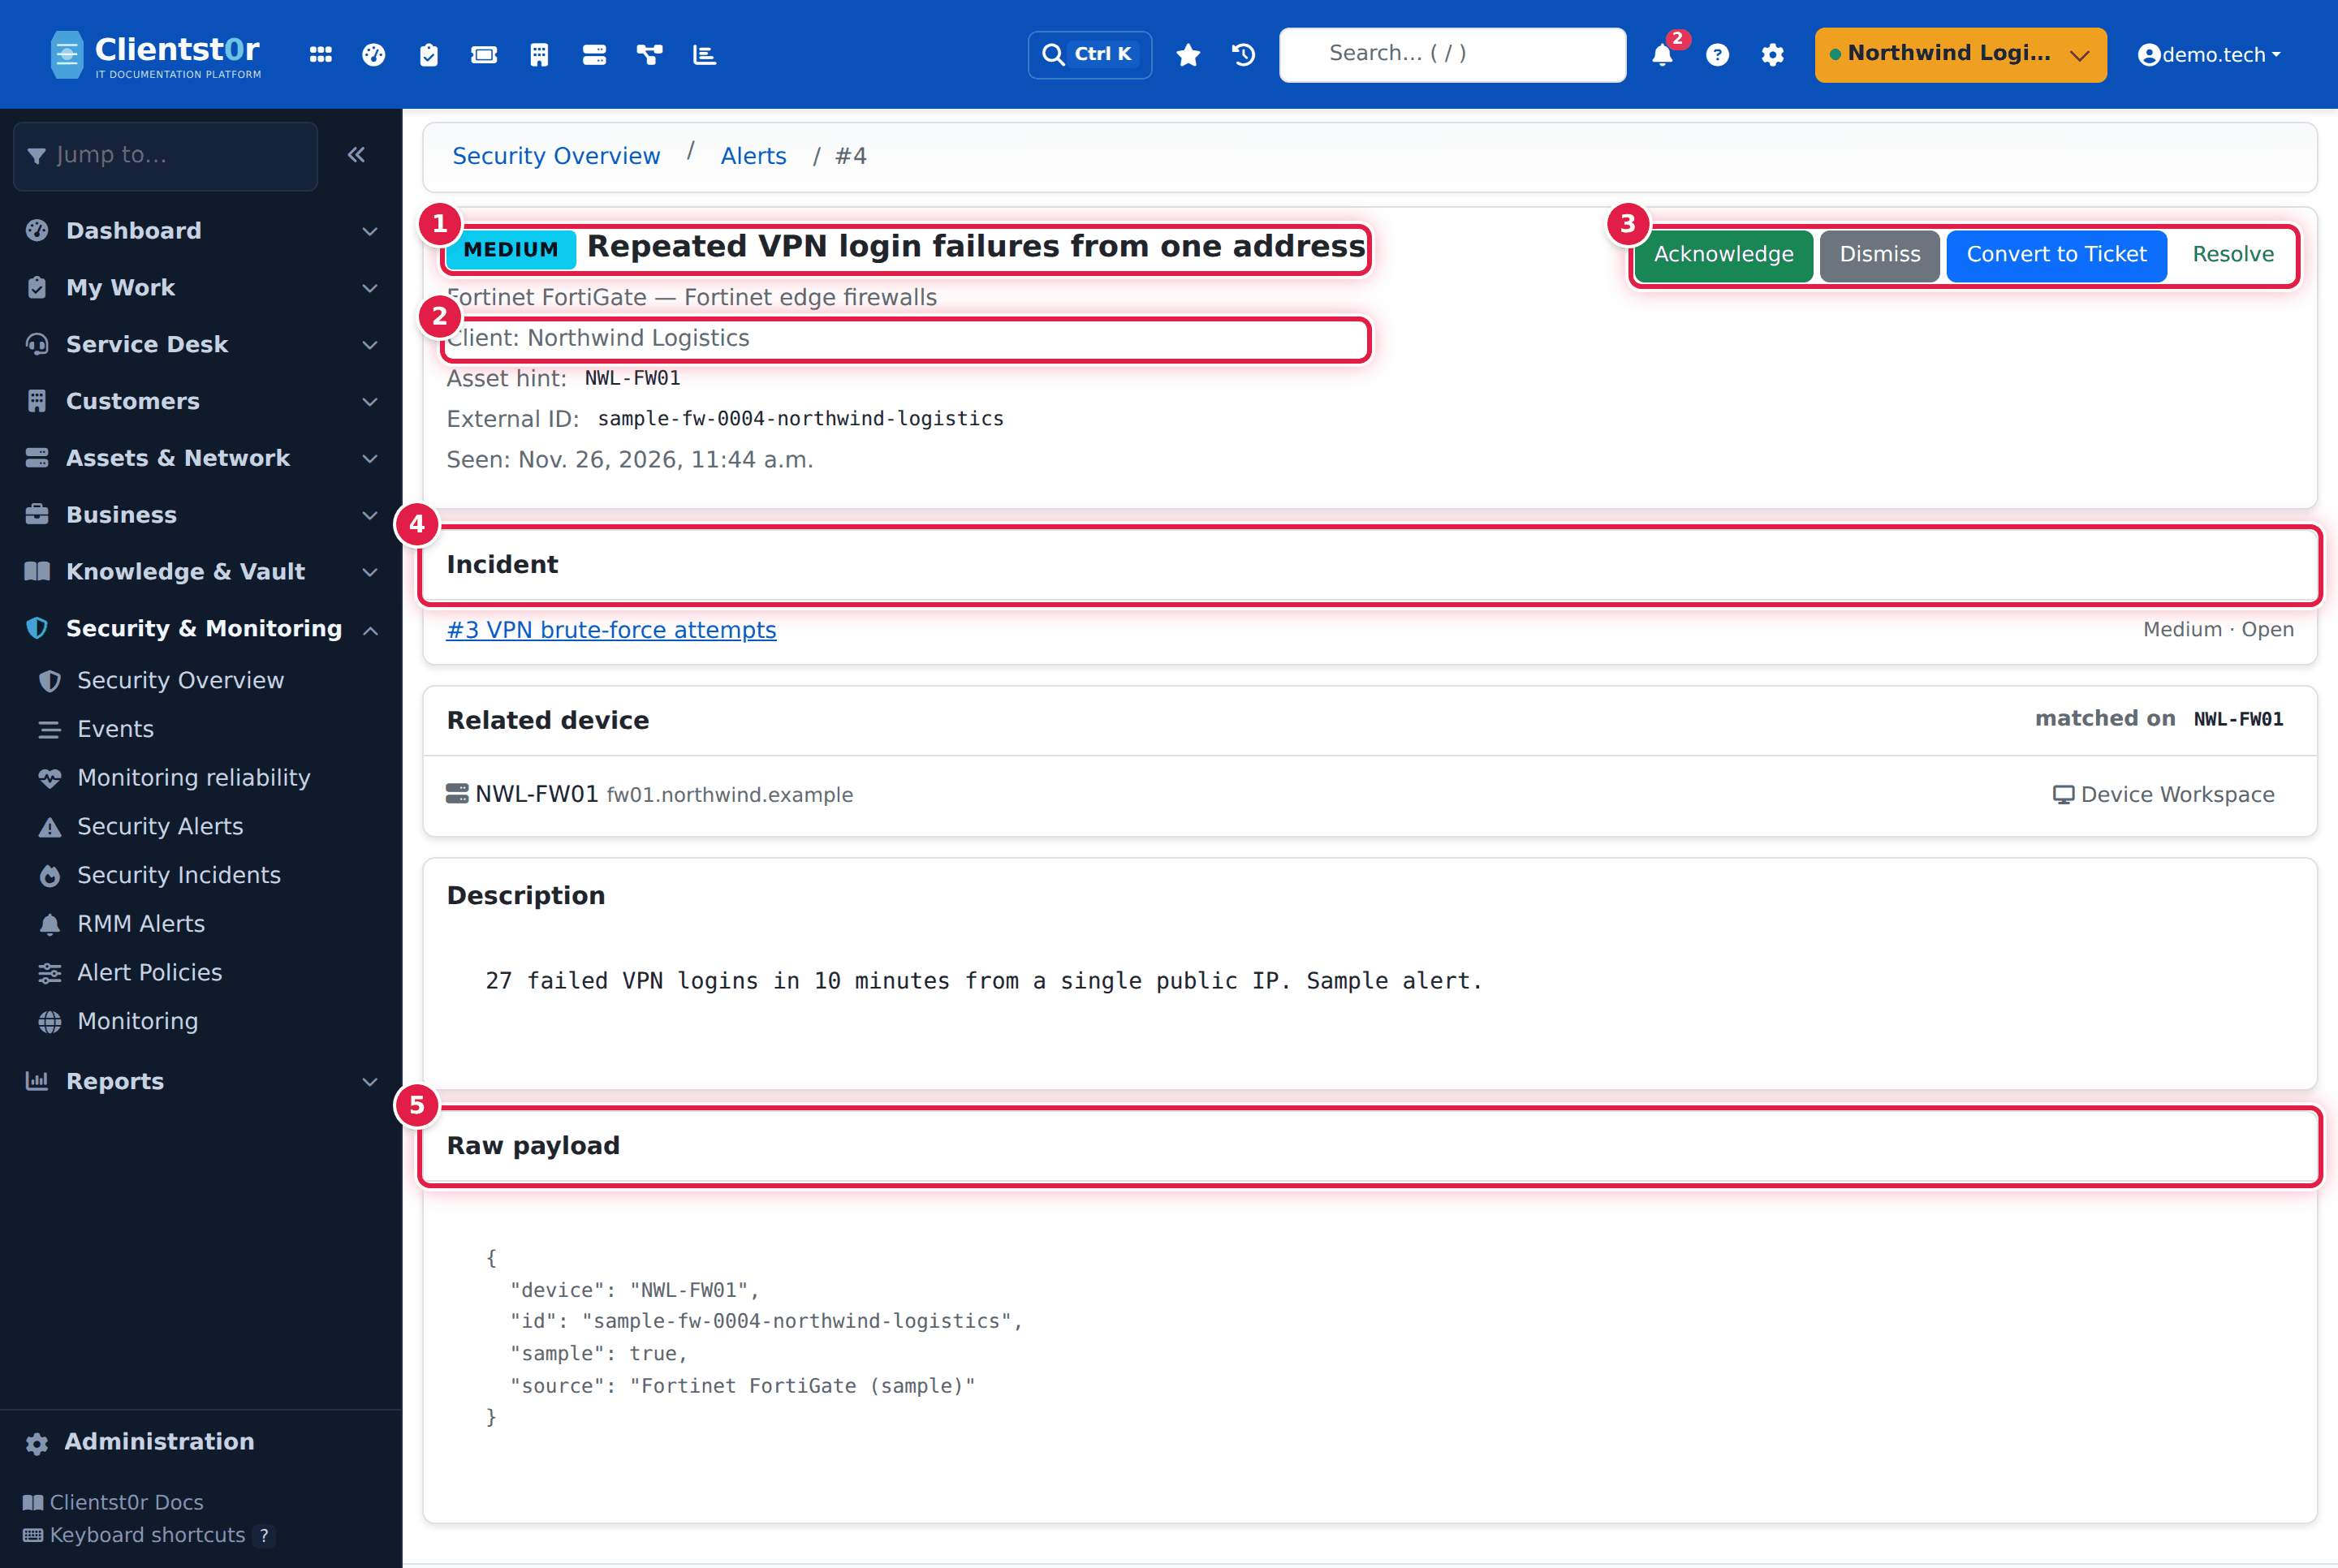 Clientst0r
IT DOCUMENTATION PLATFORM
Ctrl K
Search... ( / )
2
?
Northwind Logi...
demo.tech
Jump to...
Dashboard
My Work
Service Desk
Customers
Assets & Network
Business
Knowledge & Vault
Security & Monitoring
Security Overview
Events
Monitoring reliability
Security Alerts
Security Incidents
RMM Alerts
Alert Policies
Monitoring
Reports
Administration
Clientst0r Docs
Keyboard shortcuts ?
Security Overview / Alerts / #4
1
MEDIUM Repeated VPN login failures from one address
3
Acknowledge Dismiss Convert to Ticket Resolve
Fortinet FortiGate — Fortinet edge firewalls
2
Client: Northwind Logistics
Asset hint: NWL-FW01
External ID: sample-fw-0004-northwind-logistics
Seen: Nov. 26, 2026, 11:44 a.m.
4
Incident
#3 VPN brute-force attempts
Medium · Open
Related device
matched on NWL-FW01
NWL-FW01 fw01.northwind.example
Device Workspace
Description
27 failed VPN logins in 10 minutes from a single public IP. Sample alert.
5
Raw payload
{
"device": "NWL-FW01",
"id": "sample-fw-0004-northwind-logistics",
"sample": true,
"source": "Fortinet FortiGate (sample)"
}